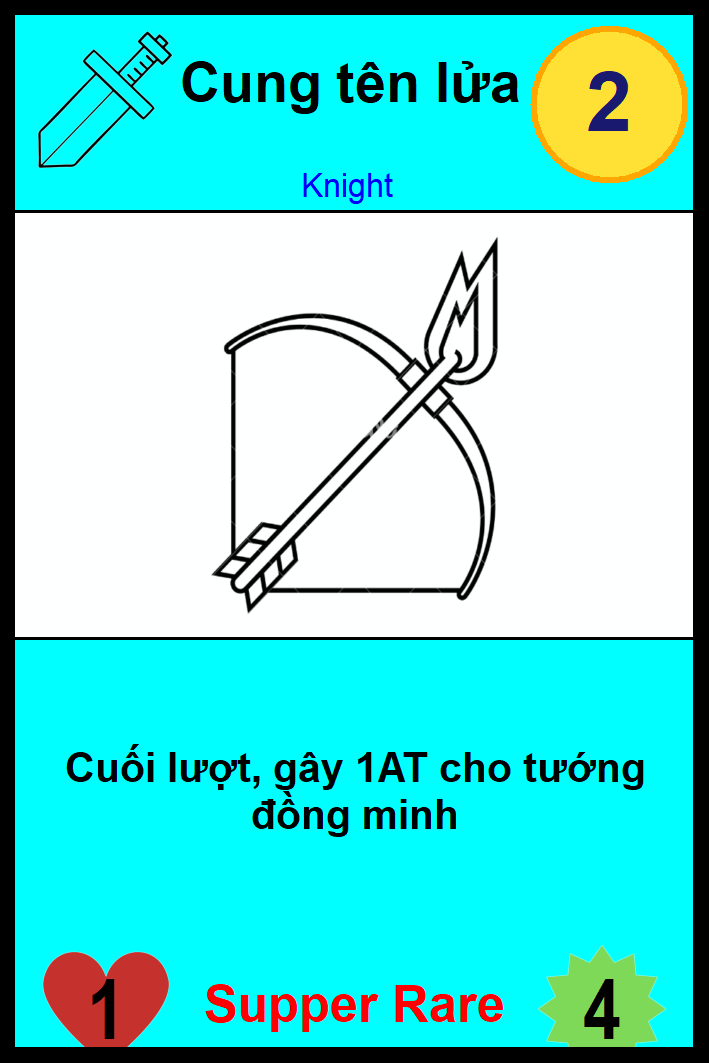 Cung tên lửa
2
Knight
Cuối lượt, gây 1AT cho tướng
đồng minh
1
Supper Rare
4